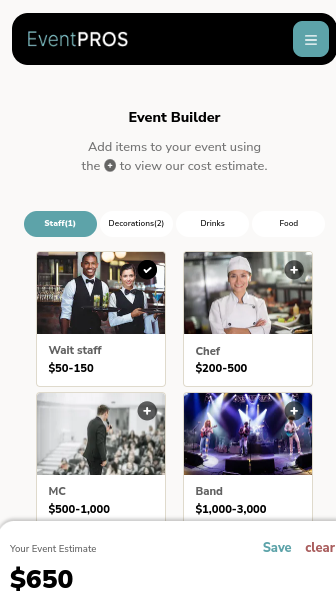 EventPROS
Event Builder
Add items to your event using
the + to view our cost estimate.
Staff(1)
Decorations(2)
Drinks
Food
Wait staff
$50-150
Chef
$200-500
MC
$500-1,000
Band
$1,000-3,000
Your Event Estimate
Save
clear
$650